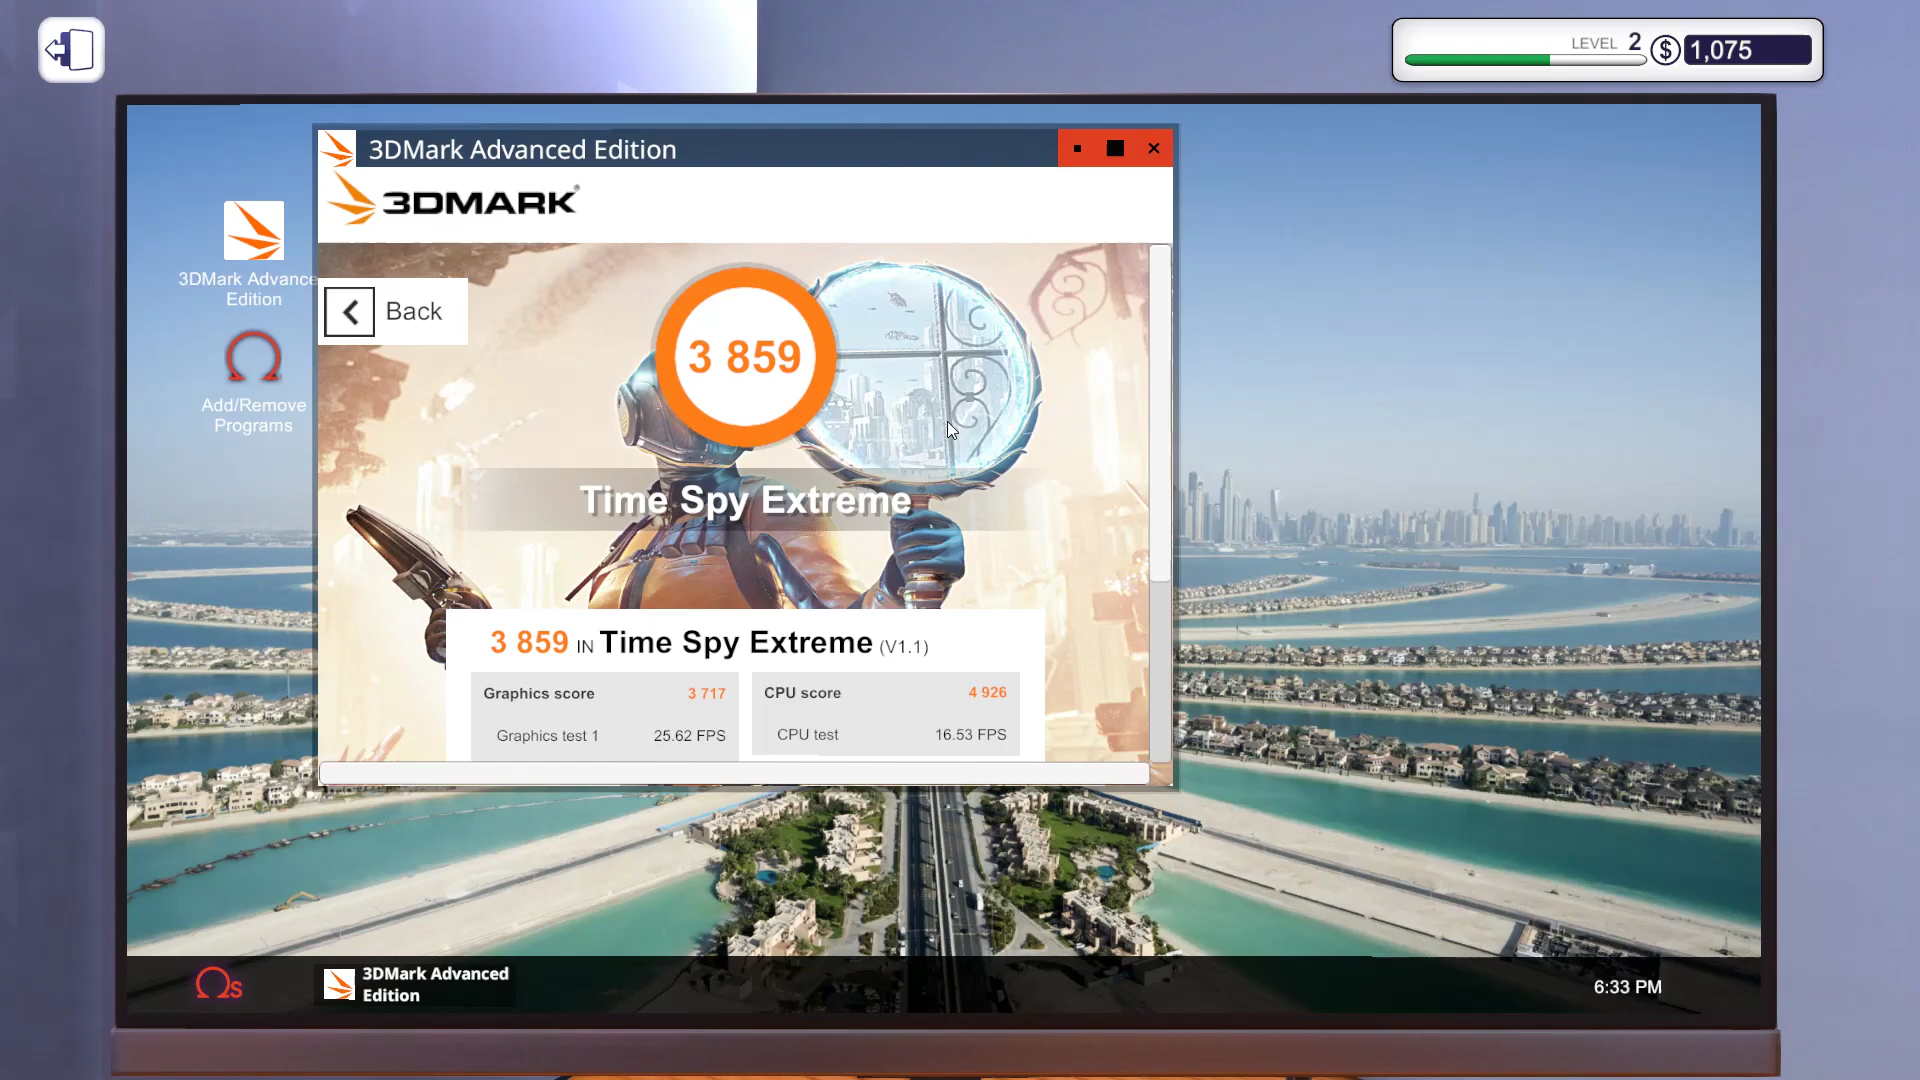 LEVEL 2
$ 1,075
3DMark Advanced Edition
3DMARK®
3DMark Advance
Edition
Back
3 859
Add/Remove
Programs
Time Spy Extreme
3 859 IN Time Spy Extreme (V1.1)
Graphics score 3 717
Graphics test 1 25.62 FPS
CPU score 4 926
CPU test 16.53 FPS
Ωs
3DMark Advanced
Edition
6:33 PM